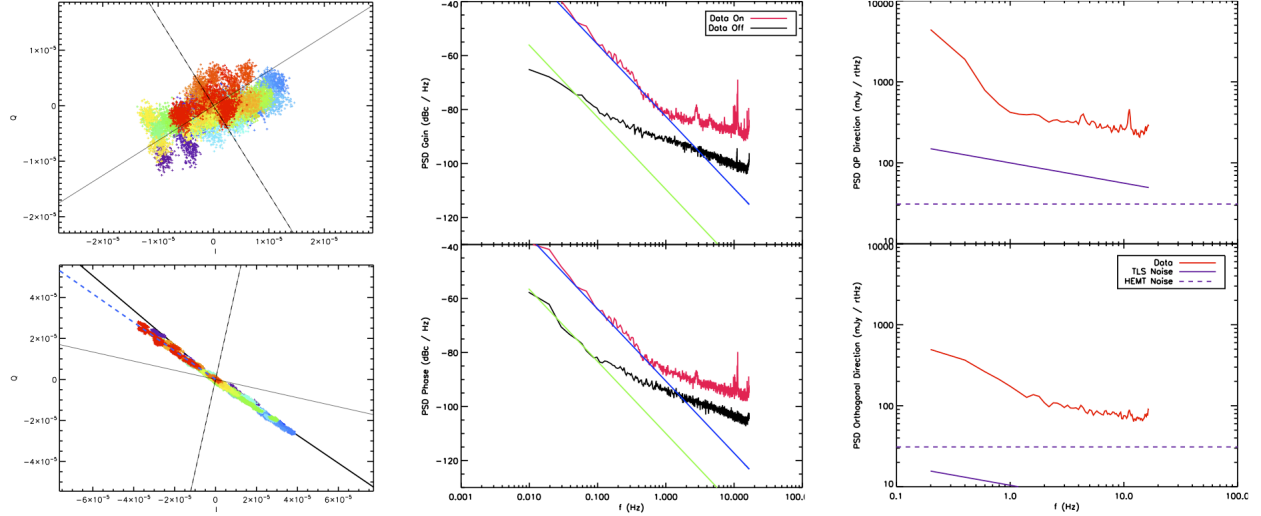 1×10⁻⁵
0
-1×10⁻⁵
-2×10⁻⁵
Q
-2×10⁻⁵ -1×10⁻⁵ 0 1×10⁻⁵ 2×10⁻⁵
I
4×10⁻⁵
2×10⁻⁵
0
-2×10⁻⁵
-4×10⁻⁵
Q
-6×10⁻⁵ -4×10⁻⁵ -2×10⁻⁵ 0 2×10⁻⁵ 4×10⁻⁵ 6×10⁻⁵
I
-40
-60
-80
-100
-120
PSD Gain (dBc / Hz)
Data On
Data Off
-40
-60
-80
-100
-120
PSD Phase (dBc / Hz)
0.001 0.010 0.100 1.000 10.000 100.0
f (Hz)
10000
1000
100
10
PSD QP Direction (mJy / rtHz)
10000
1000
100
10
PSD Orthogonal Direction (mJy / rtHz)
Data
TLS Noise
HEMT Noise
0.1 1.0 10.0 100.0
f (Hz)